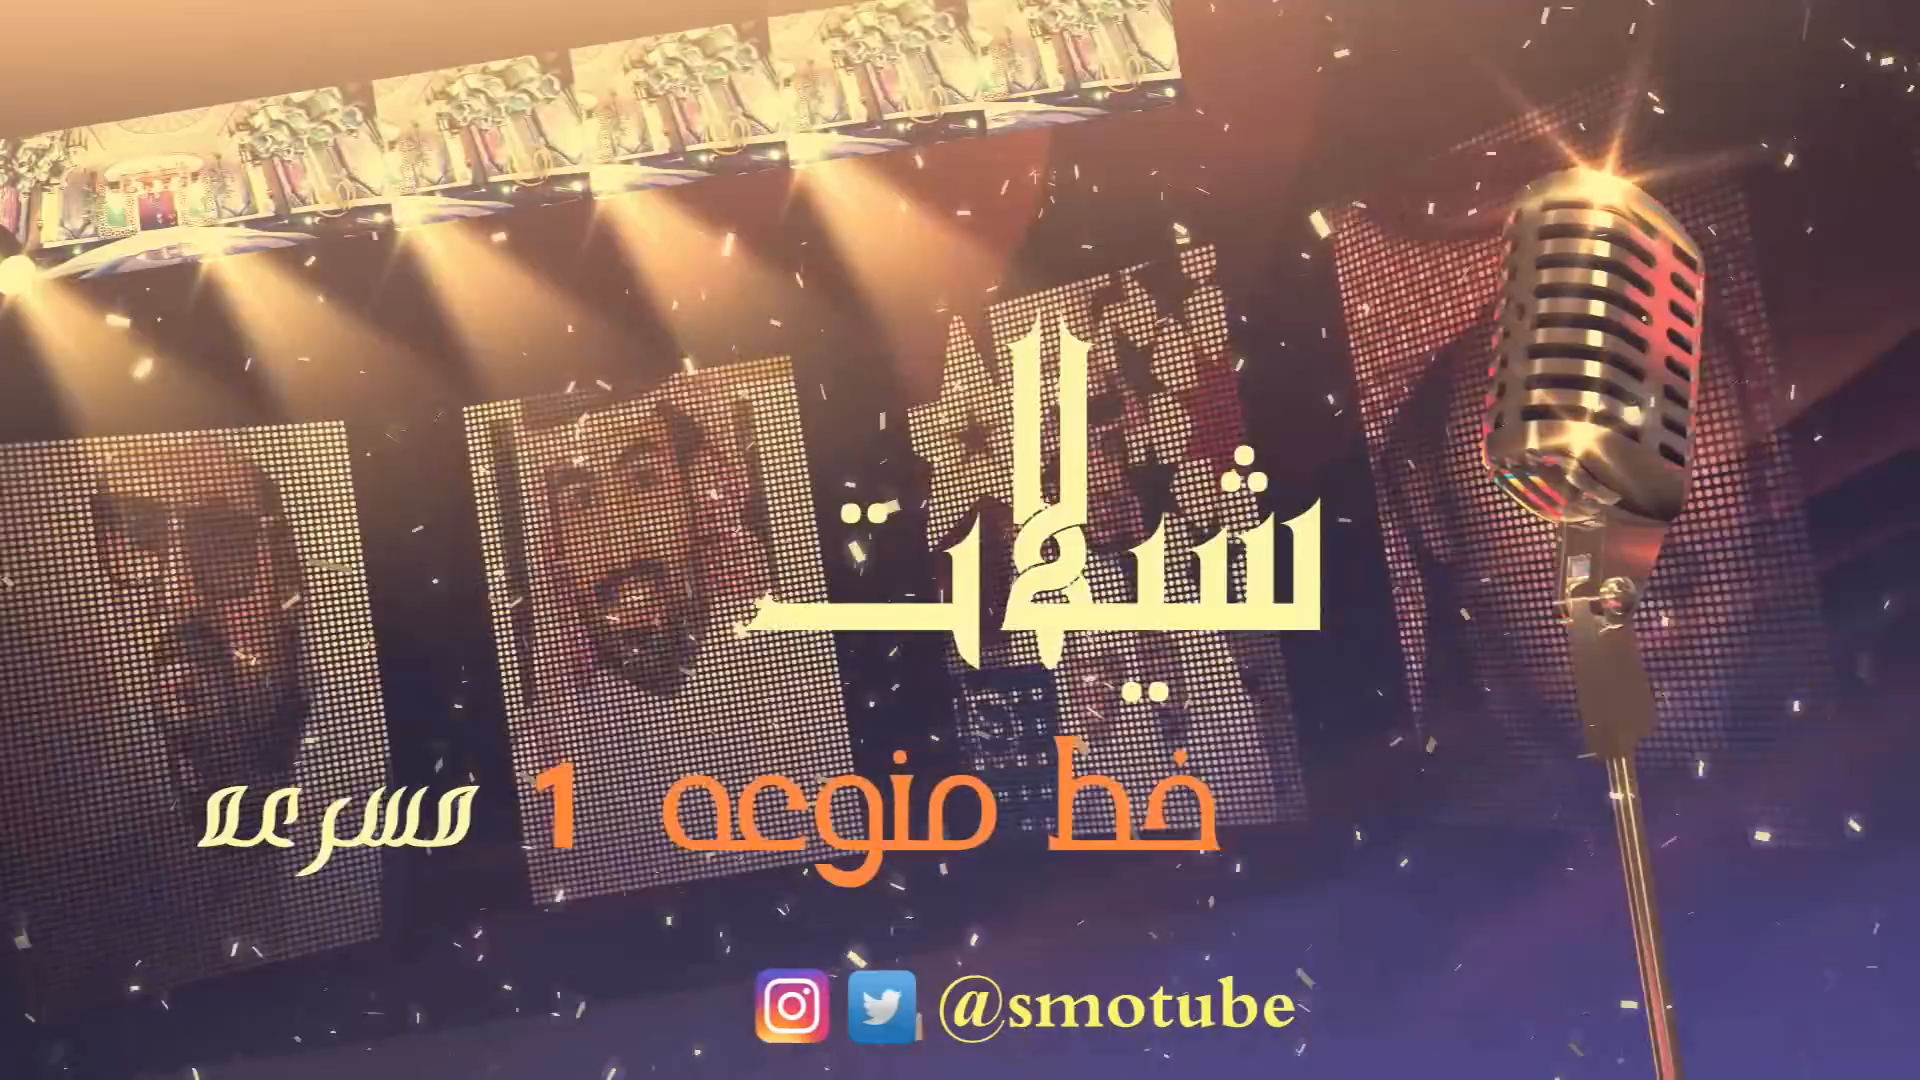 شيلات
خط منوعه 1 مسرعه
@smotube